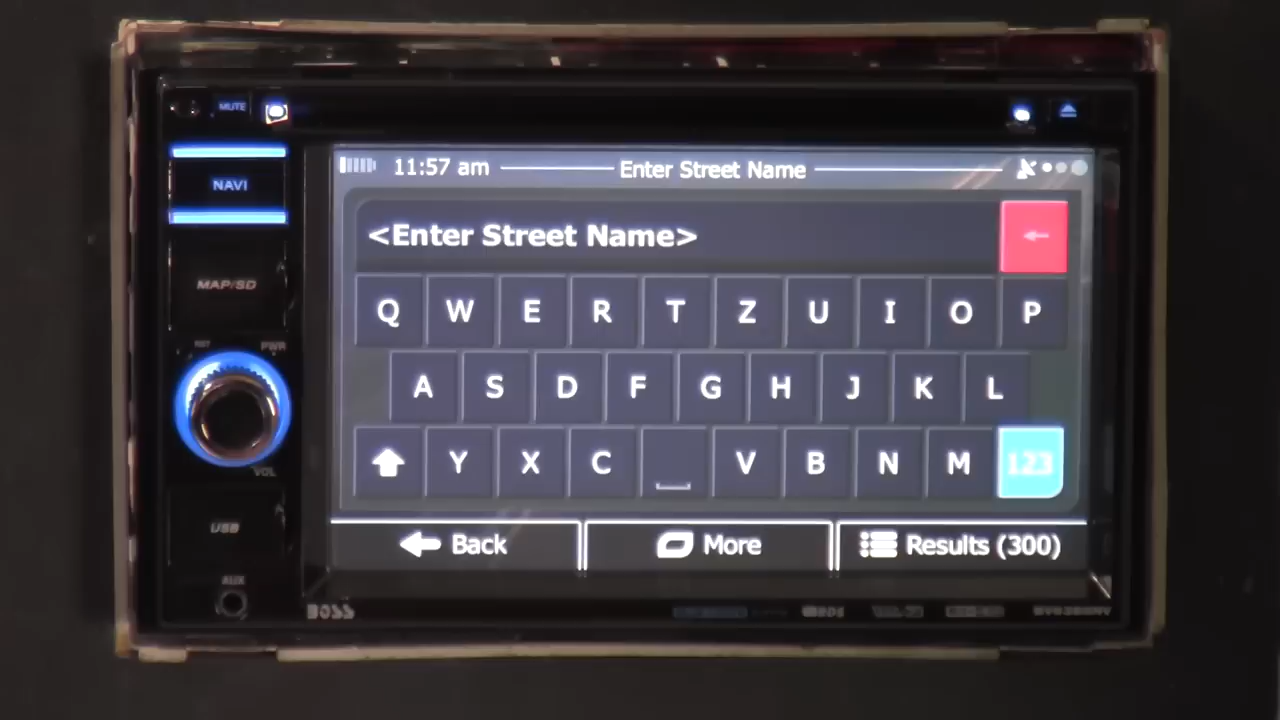 MUTE
11:57 am Enter Street Name
NAVI
<Enter Street Name>
MAP/SD
Q W E R T Z U I O P
PWR
A S D F G H J K L
Y X C V B N M 123
VOL
USB
Back More Results (300)
AUX
BOSS